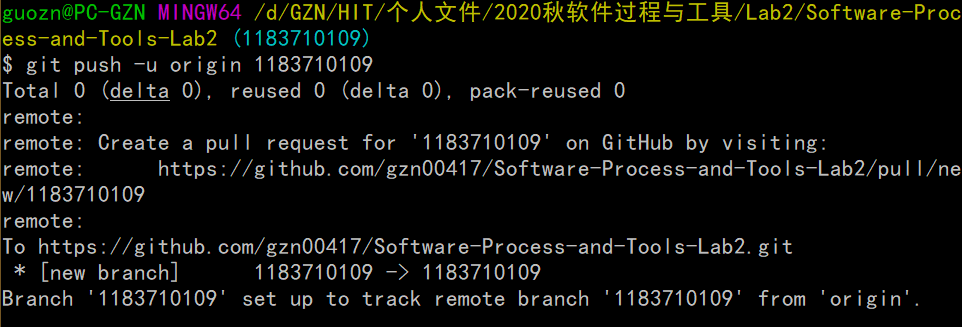 guozn@PC-GZN MINGW64 /d/GZN/HIT/个人文件/2020秋软件过程与工具/Lab2/Software-Proc
ess-and-Tools-Lab2 (1183710109)
$ git push -u origin 1183710109
Total 0 (delta 0), reused 0 (delta 0), pack-reused 0
remote:
remote: Create a pull request for '1183710109' on GitHub by visiting:
remote:      https://github.com/gzn00417/Software-Process-and-Tools-Lab2/pull/ne
w/1183710109
remote:
To https://github.com/gzn00417/Software-Process-and-Tools-Lab2.git
 * [new branch]      1183710109 -> 1183710109
Branch '1183710109' set up to track remote branch '1183710109' from 'origin'.